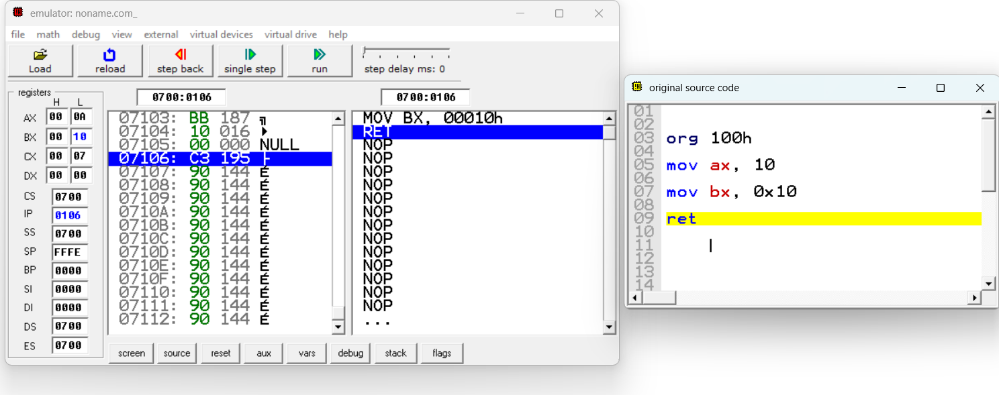 emulator: noname.com_
file math debug view external virtual devices virtual drive help
Load reload step back single step run step delay ms: 0
registers
H L
AX 00 0A
BX 00 10
CX 00 07
DX 00 00
CS 0700
IP 0106
SS 0700
SP FFFE
BP 0000
SI 0000
DI 0000
DS 0700
ES 0700
0700:0106
07103: BB 187 ╗
07104: 10 016 ►
07105: 00 000 NULL
07106: C3 195 ├
07107: 90 144 É
07108: 90 144 É
07109: 90 144 É
0710A: 90 144 É
0710B: 90 144 É
0710C: 90 144 É
0710D: 90 144 É
0710E: 90 144 É
0710F: 90 144 É
07110: 90 144 É
07111: 90 144 É
07112: 90 144 É
0700:0106
MOV BX, 00010h
RET
NOP
NOP
NOP
NOP
NOP
NOP
NOP
NOP
NOP
NOP
NOP
NOP
NOP
...
screen source reset aux vars debug stack flags
original source code
01
02
03 org 100h
04
05 mov ax, 10
06
07 mov bx, 0x10
08
09 ret
10
11
12
13
14